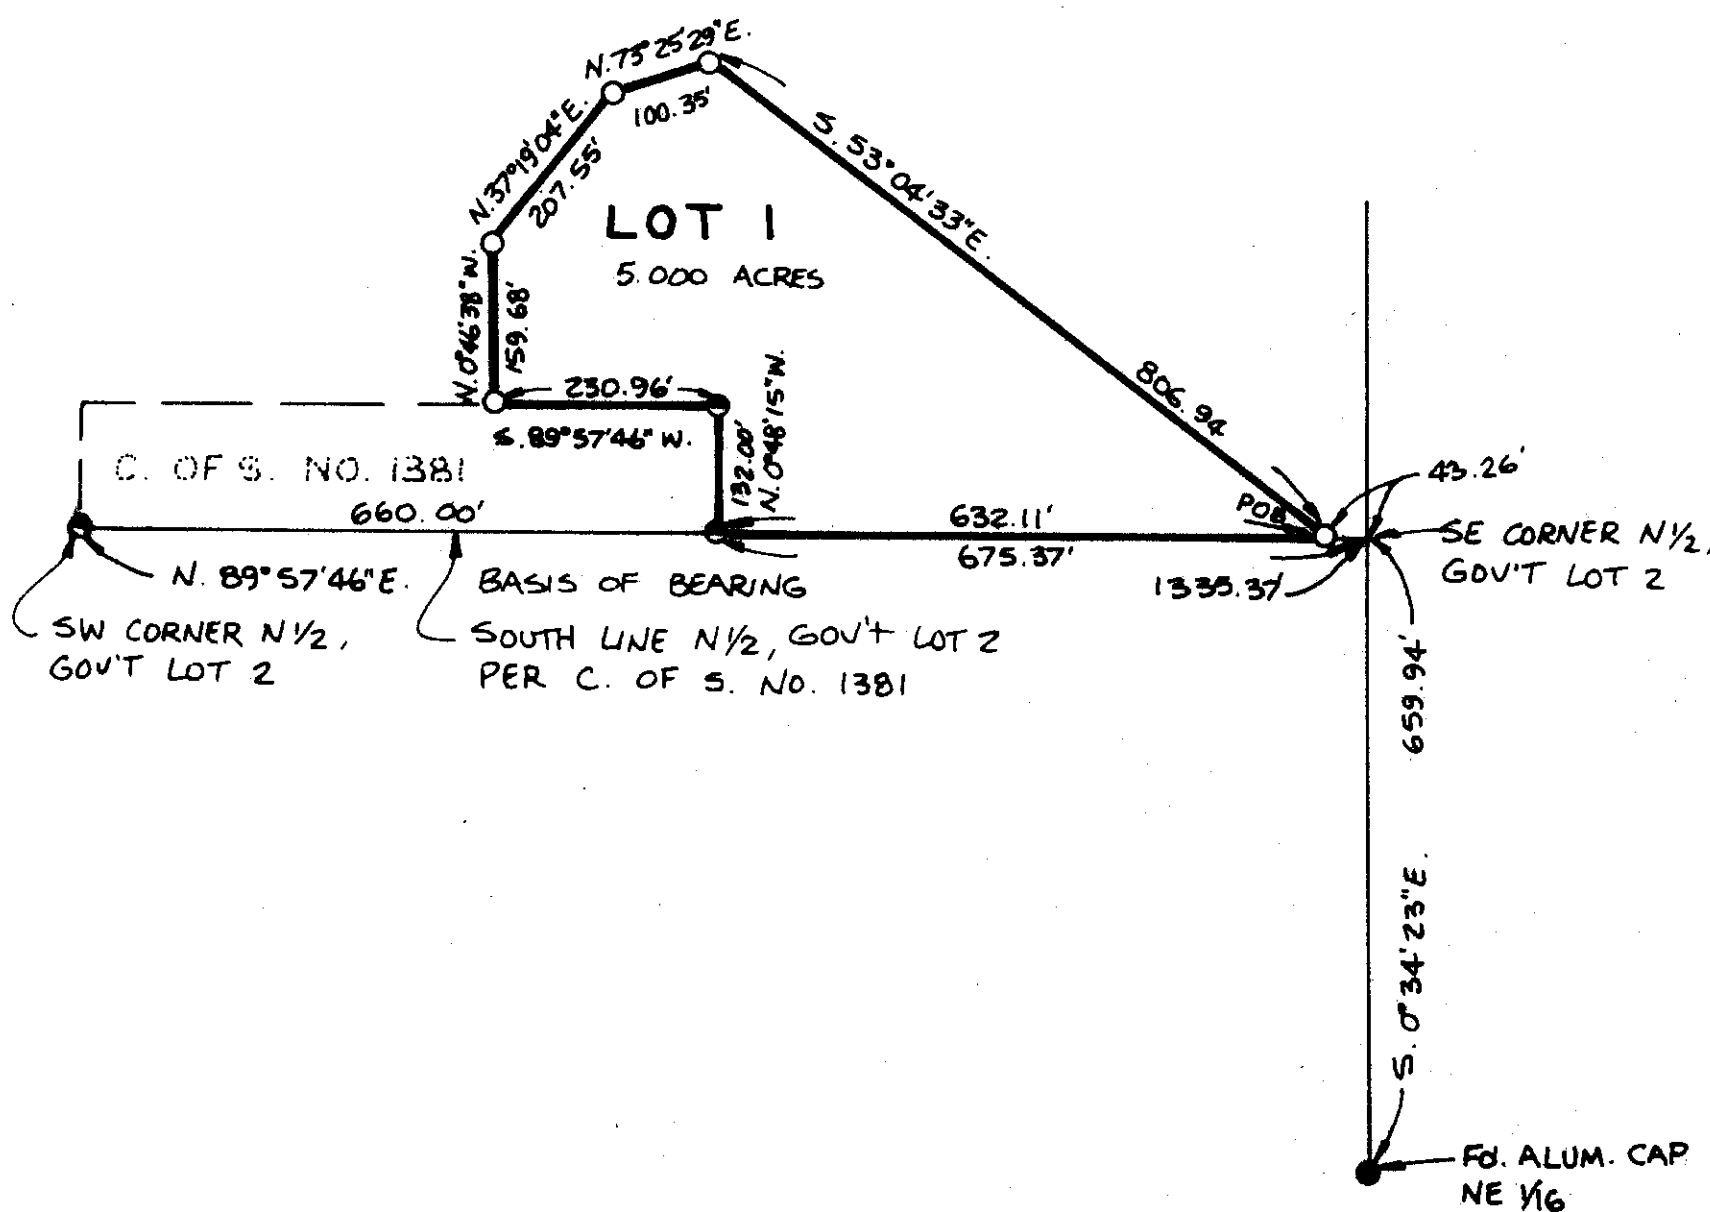 N. 73°25'29"E.
100.35'
N.37°19'04"E.
207.55'
S. 53°04'33"E.
LOT 1
5.000 ACRES
N.0°46'38"W.
159.68'
806.94
230.96'
S. 89°57'46" W.
132.00'
N. 0°48'15" W.
C. OF S. NO. 1381
660.00'
632.11'
675.37'
POB
43.26'
SE CORNER N 1/2,
GOV'T LOT 2
1335.37'
N. 89°57'46"E.
BASIS OF BEARING
SW CORNER N 1/2,
GOV'T LOT 2
SOUTH LINE N 1/2, GOV'T LOT 2
PER C. OF S. NO. 1381
659.94'
S. 0°34'23"E.
Fd. ALUM. CAP
NE 1/16